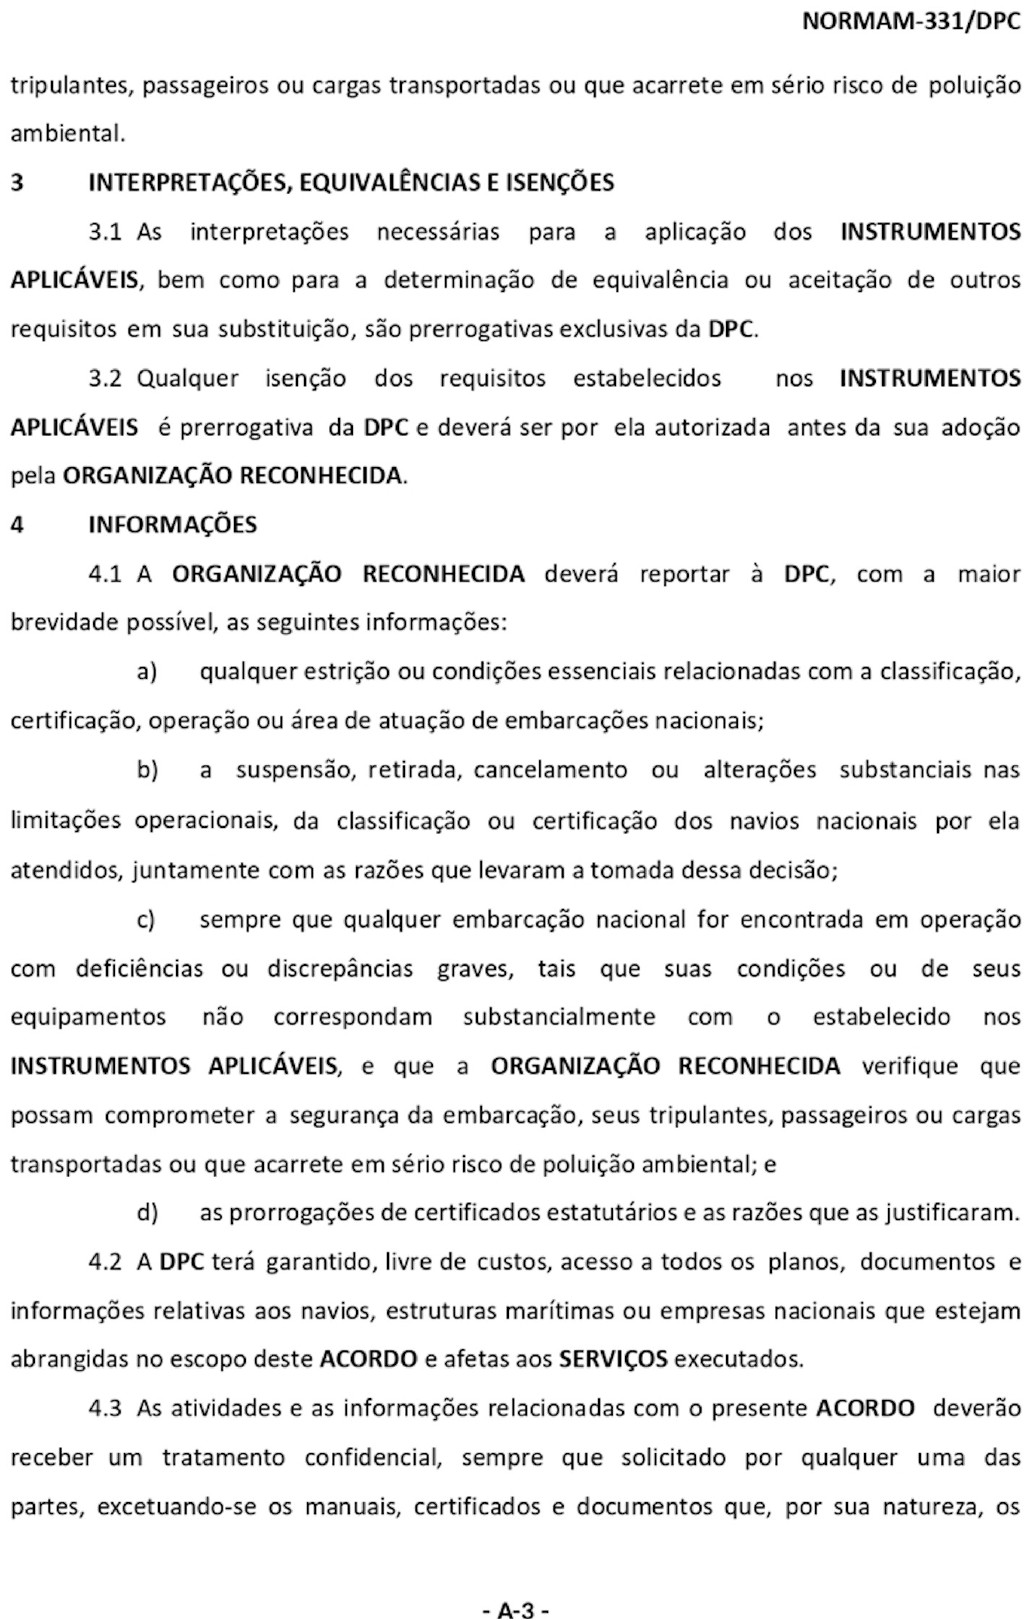 NORMAM-331/DPC
tripulantes, passageiros ou cargas transportadas ou que acarrete em sério risco de poluição
ambiental.
3 INTERPRETAÇÕES, EQUIVALÊNCIAS E ISENÇÕES
3.1 As interpretações necessárias para a aplicação dos INSTRUMENTOS
APLICÁVEIS, bem como para a determinação de equivalência ou aceitação de outros
requisitos em sua substituição, são prerrogativas exclusivas da DPC.
3.2 Qualquer isenção dos requisitos estabelecidos nos INSTRUMENTOS
APLICÁVEIS é prerrogativa da DPC e deverá ser por ela autorizada antes da sua adoção
pela ORGANIZAÇÃO RECONHECIDA.
4 INFORMAÇÕES
4.1 A ORGANIZAÇÃO RECONHECIDA deverá reportar à DPC, com a maior
brevidade possível, as seguintes informações:
a) qualquer estrição ou condições essenciais relacionadas com a classificação,
certificação, operação ou área de atuação de embarcações nacionais;
b) a suspensão, retirada, cancelamento ou alterações substanciais nas
limitações operacionais, da classificação ou certificação dos navios nacionais por ela
atendidos, juntamente com as razões que levaram a tomada dessa decisão;
c) sempre que qualquer embarcação nacional for encontrada em operação
com deficiências ou discrepâncias graves, tais que suas condições ou de seus
equipamentos não correspondam substancialmente com o estabelecido nos
INSTRUMENTOS APLICÁVEIS, e que a ORGANIZAÇÃO RECONHECIDA verifique que
possam comprometer a segurança da embarcação, seus tripulantes, passageiros ou cargas
transportadas ou que acarrete em sério risco de poluição ambiental; e
d) as prorrogações de certificados estatutários e as razões que as justificaram.
4.2 A DPC terá garantido, livre de custos, acesso a todos os planos, documentos e
informações relativas aos navios, estruturas marítimas ou empresas nacionais que estejam
abrangidas no escopo deste ACORDO e afetas aos SERVIÇOS executados.
4.3 As atividades e as informações relacionadas com o presente ACORDO deverão
receber um tratamento confidencial, sempre que solicitado por qualquer uma das
partes, excetuando-se os manuais, certificados e documentos que, por sua natureza, os
- A-3 -